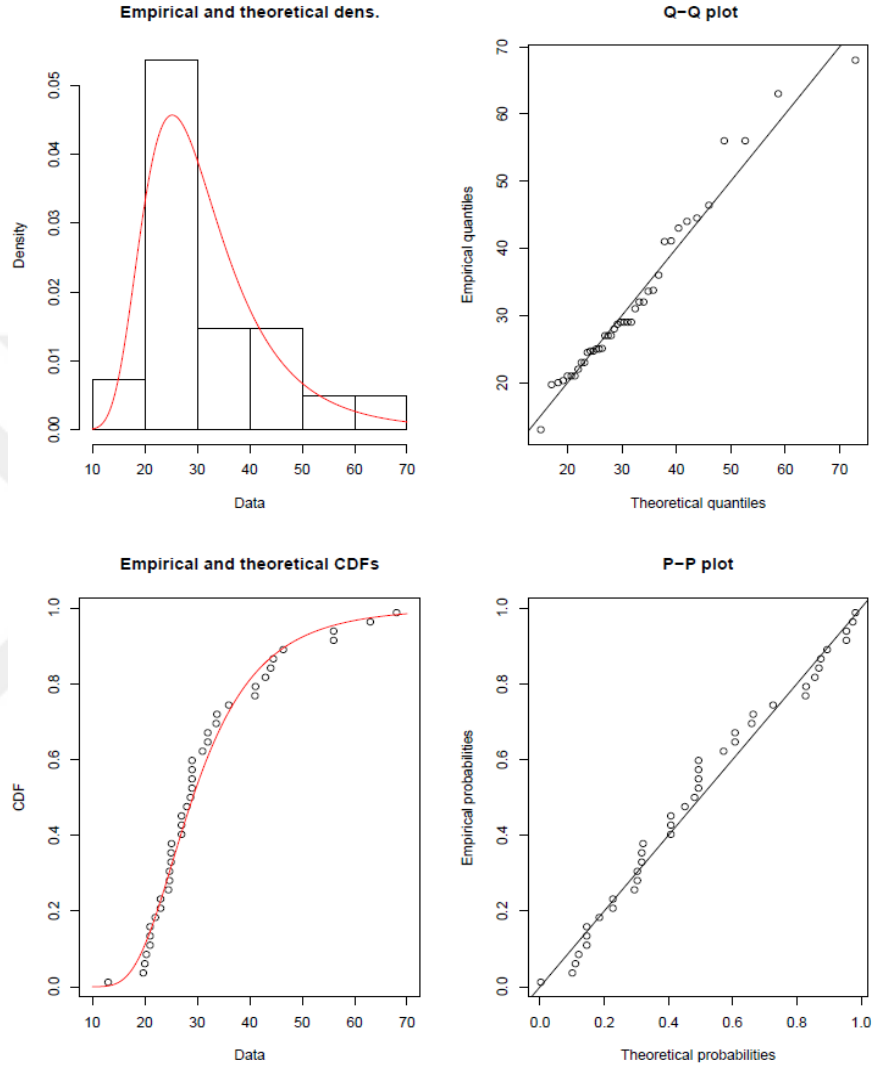 Empirical and theoretical dens.
Density
0.00 0.01 0.02 0.03 0.04 0.05
10 20 30 40 50 60 70
Data
Q−Q plot
Empirical quantiles
20 30 40 50 60 70
20 30 40 50 60 70
Theoretical quantiles
Empirical and theoretical CDFs
CDF
0.0 0.2 0.4 0.6 0.8 1.0
10 20 30 40 50 60 70
Data
P−P plot
Empirical probabilities
0.0 0.2 0.4 0.6 0.8 1.0
0.0 0.2 0.4 0.6 0.8 1.0
Theoretical probabilities